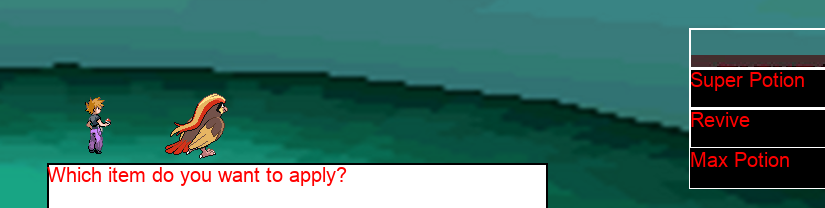 Which item do you want to apply?
Super Potion
Revive
Max Potion